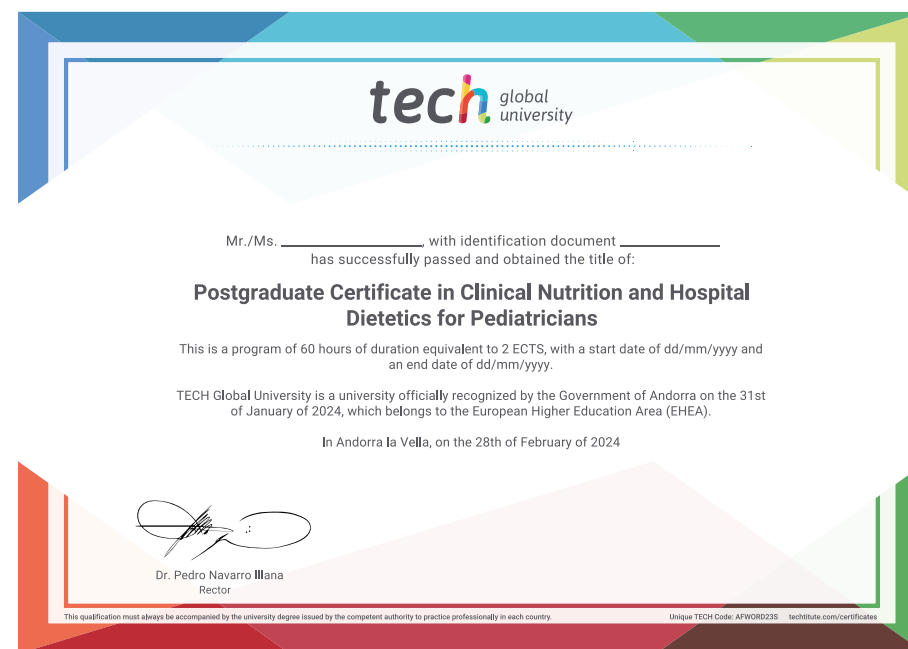 tech global
university
Mr./Ms. ____________, with identification document ____________
has successfully passed and obtained the title of:
Postgraduate Certificate in Clinical Nutrition and Hospital
Dietetics for Pediatricians
This is a program of 60 hours of duration equivalent to 2 ECTS, with a start date of dd/mm/yyyy and
an end date of dd/mm/yyyy.
TECH Global University is a university officially recognized by the Government of Andorra on the 31st
of January of 2024, which belongs to the European Higher Education Area (EHEA).
In Andorra la Vella, on the 28th of February of 2024
Dr. Pedro Navarro Illana
Rector
This qualification must always be accompanied by the university degree issued by the competent authority to practice professionally in each country. Unique TECH Code: AFWORD23S techtitute.com/certificates